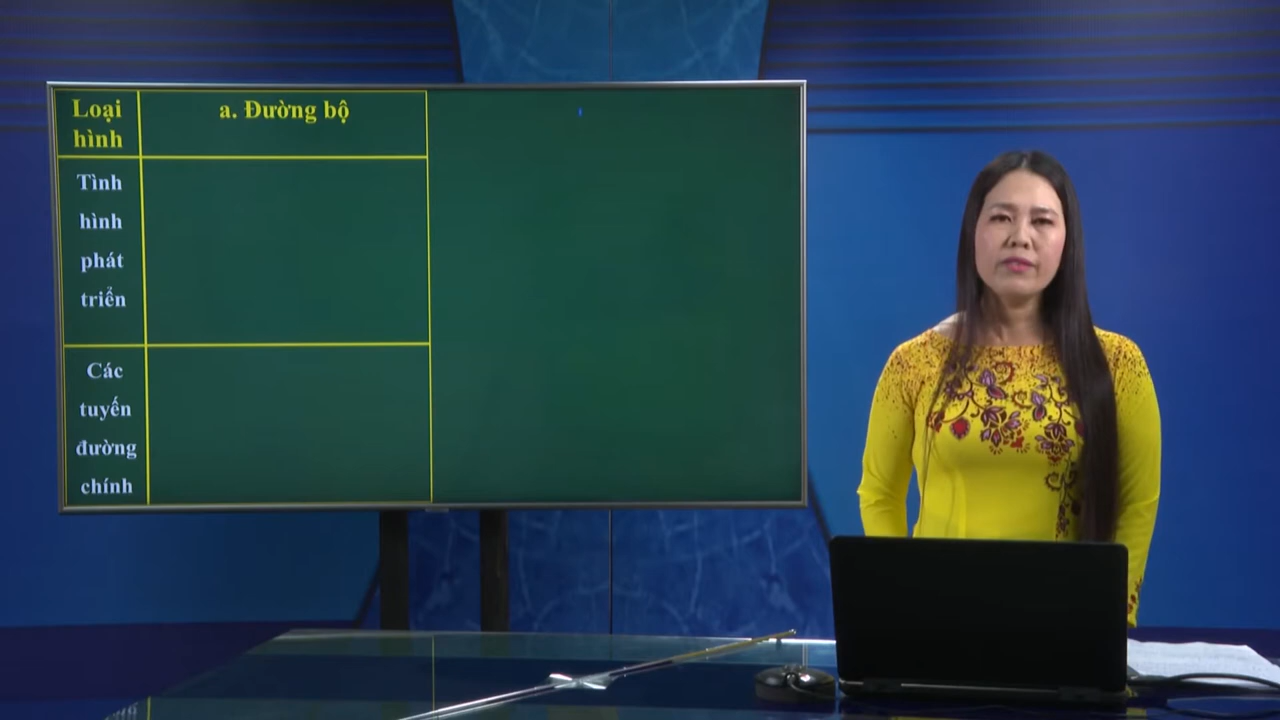 Loại
hình
a. Đường bộ
Tình
hình
phát
triển
Các
tuyến
đường
chính